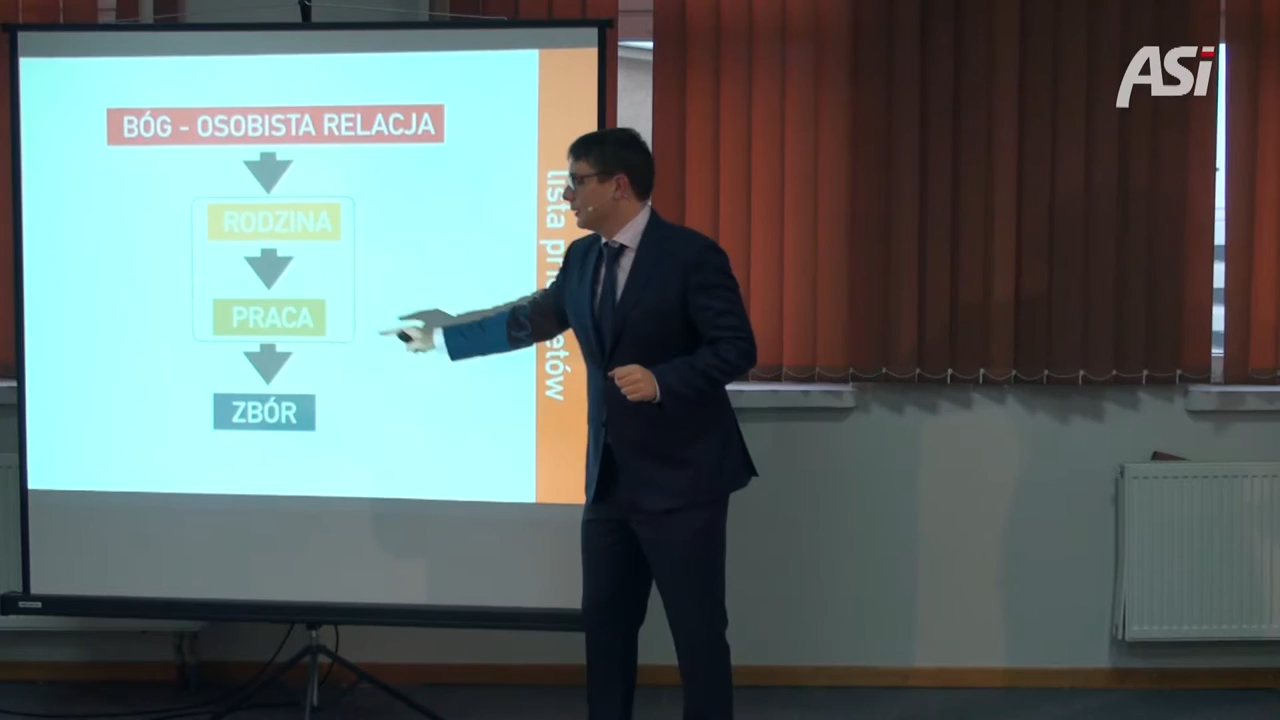 BÓG - OSOBISTA RELACJA
RODZINA
PRACA
ZBÓR
lista
ASi